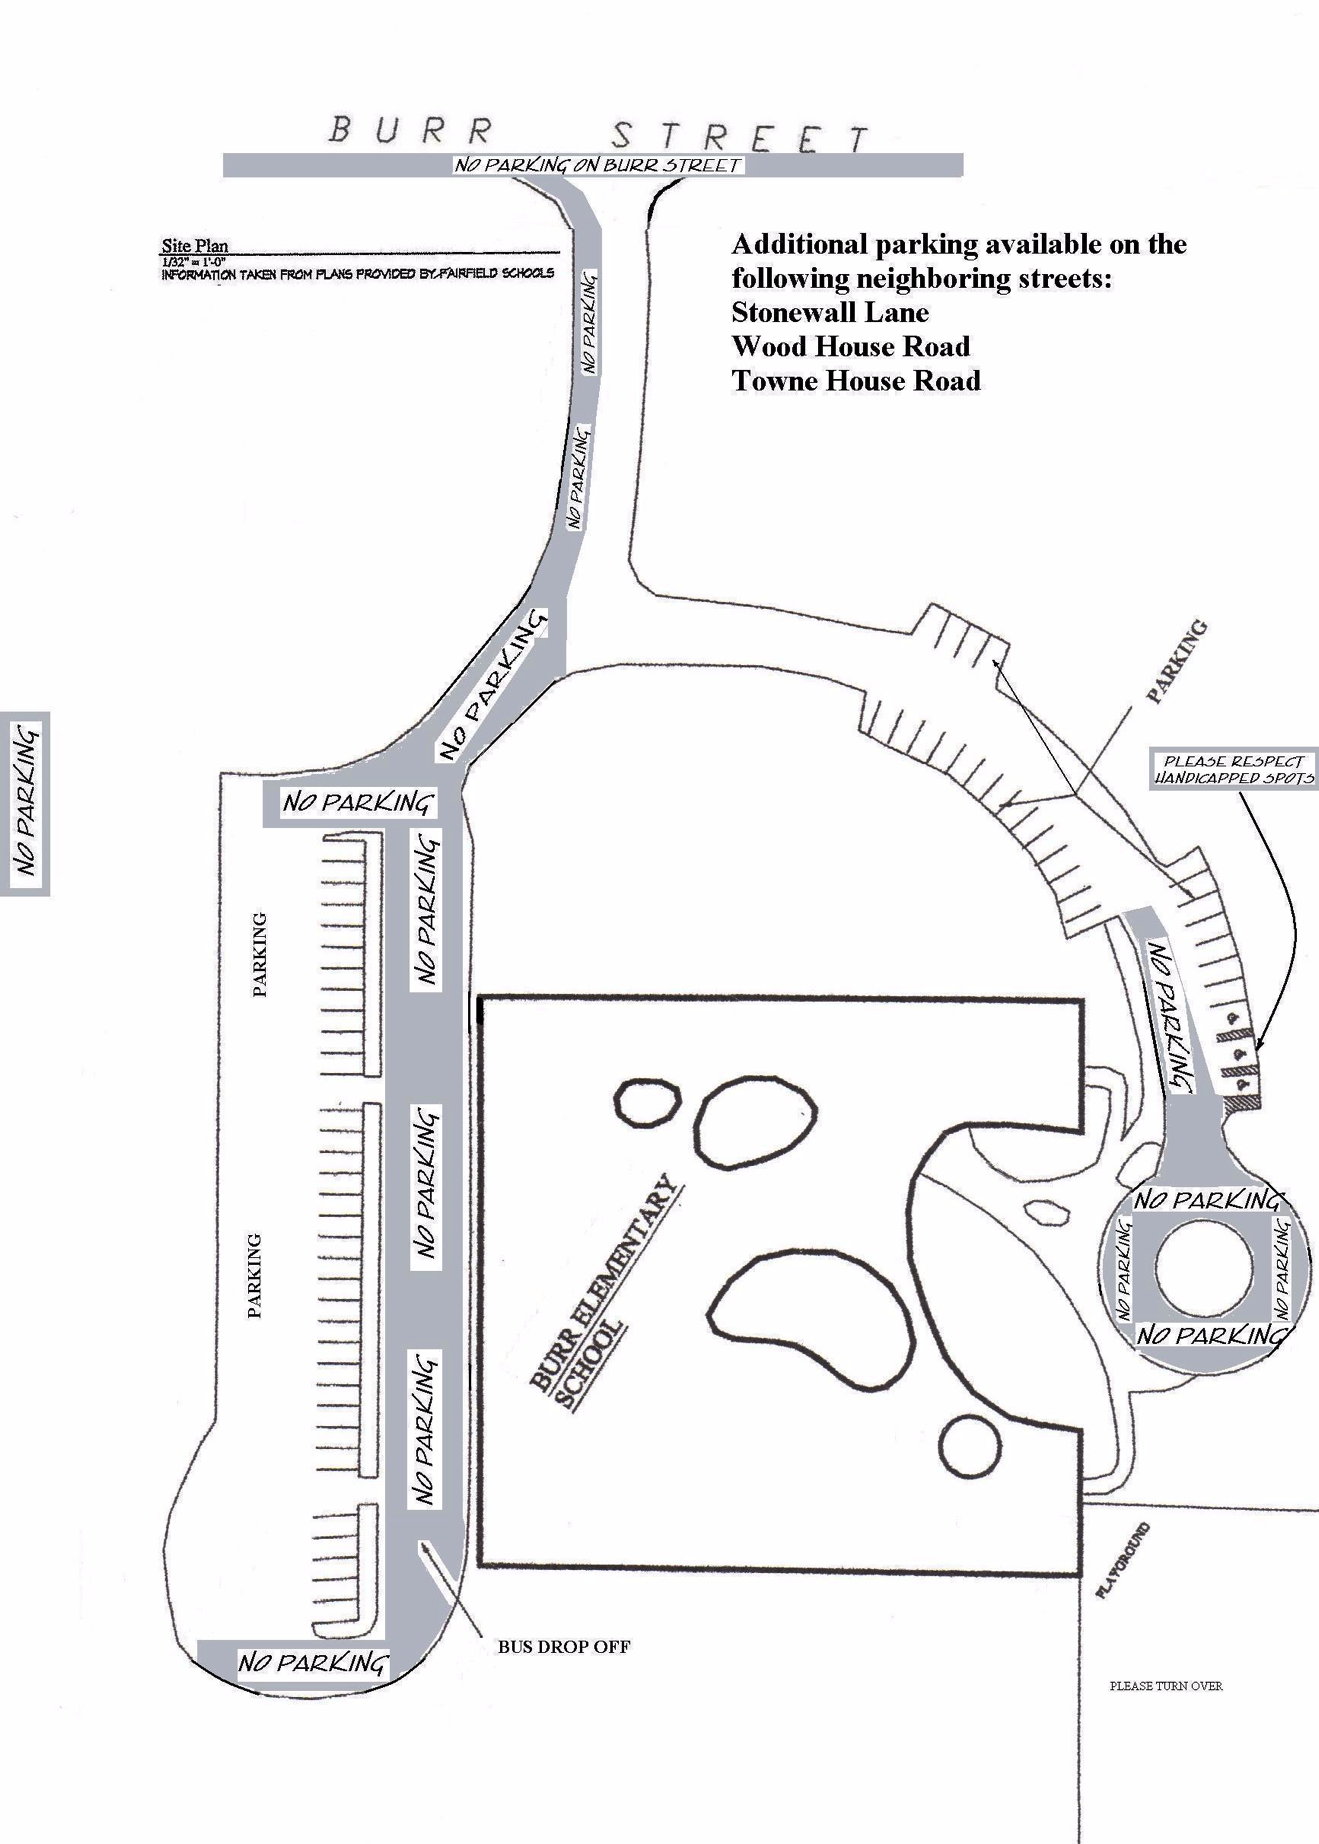 BURR STREET
NO PARKING ON BURR STREET
Site Plan
1/32" = 1'-0"
INFORMATION TAKEN FROM PLANS PROVIDED BY FAIRFIELD SCHOOLS
Additional parking available on the
following neighboring streets:
Stonewall Lane
Wood House Road
Towne House Road
NO PARKING
NO PARKING
NO PARKING
PARKING
NO PARKING
PLEASE RESPECT
HANDICAPPED SPOTS
NO PARKING
NO PARKING
PARKING
NO PARKING
NO PARKING
PARKING
BURR ELEMENTARY
SCHOOL
NO PARKING
NO PARKING
NO PARKING
NO PARKING
NO PARKING
PLAYGROUND
BUS DROP OFF
NO PARKING
PLEASE TURN OVER